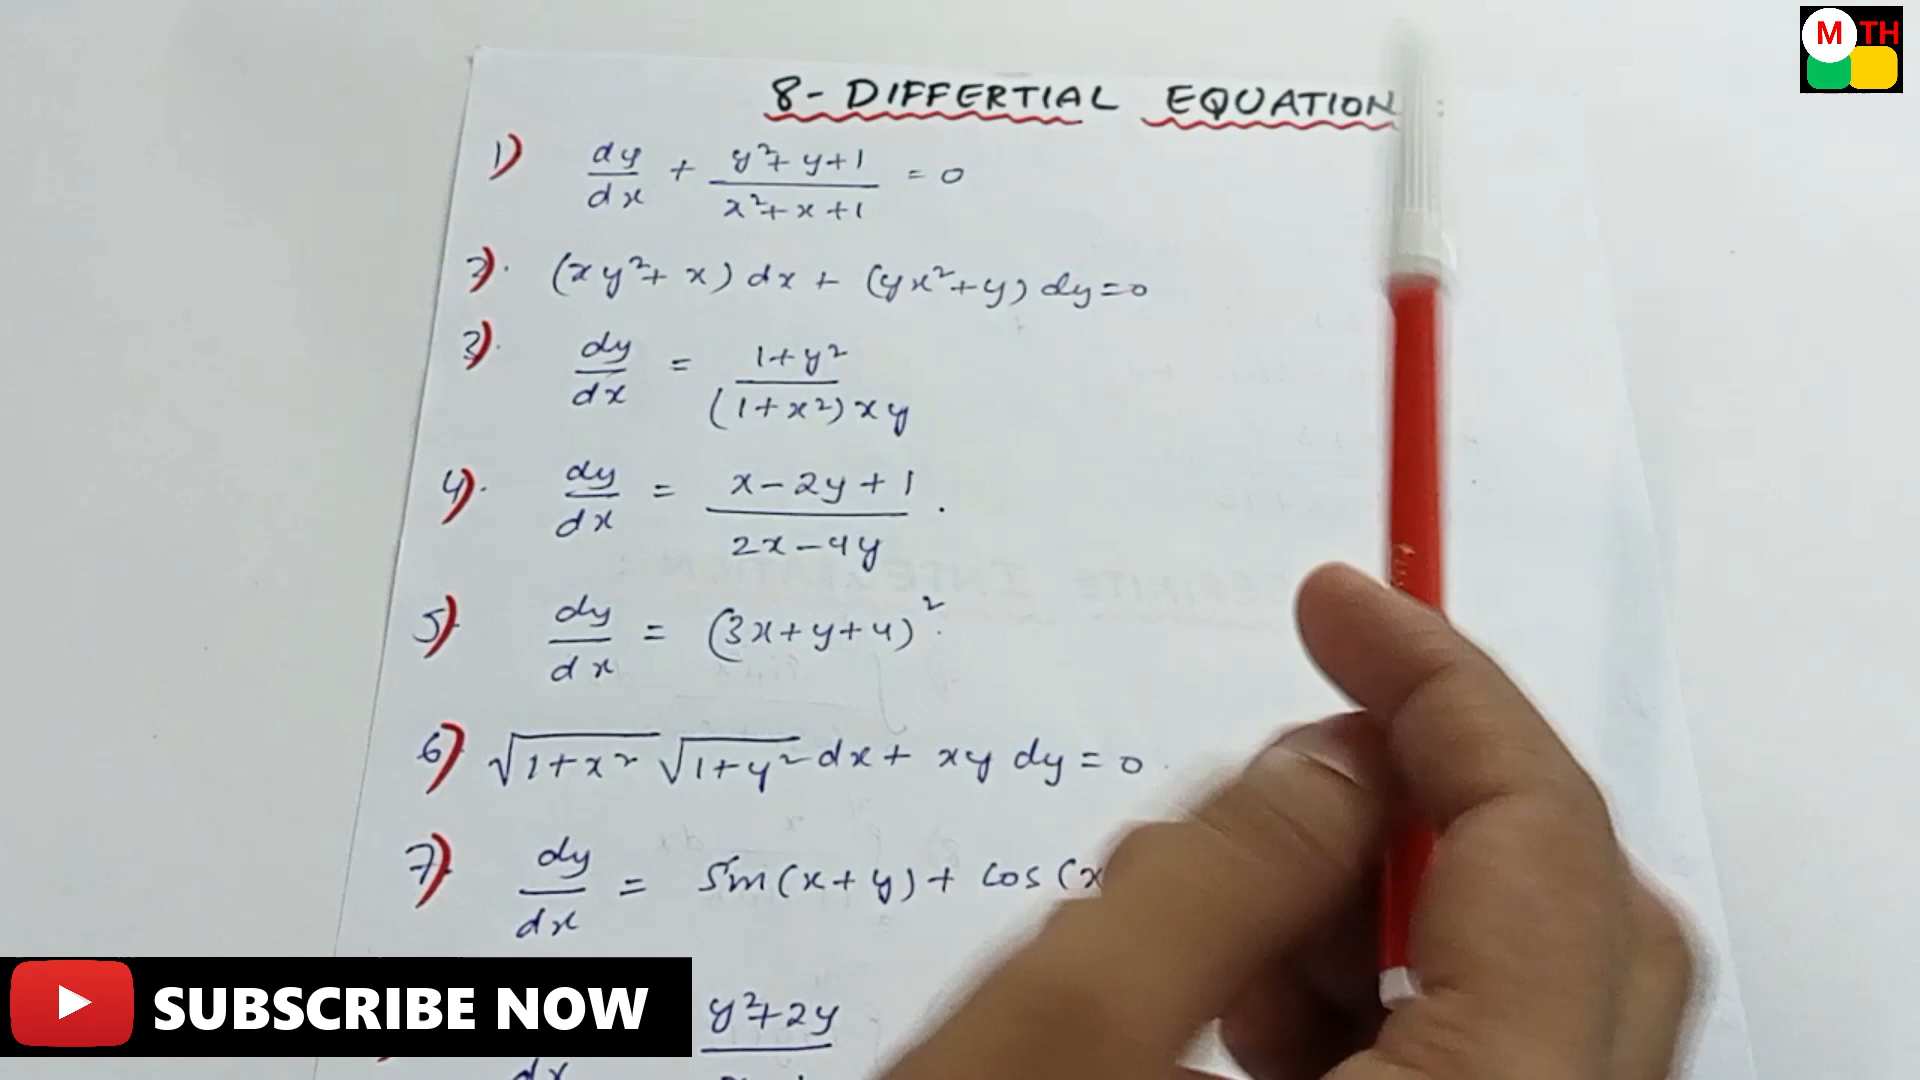 M TH
8- DIFFERTIAL EQUATION :
1) dy/dx + (y²+y+1)/(x²+x+1) = 0
2). (xy²+x) dx + (yx²+y) dy=0
3). dy/dx = (1+y²)/((1+x²)xy)
4). dy/dx = (x-2y+1)/(2x-4y) .
5) dy/dx = (3x+y+4)².
6) √(1+x²) √(1+y²) dx + xy dy = 0
7) dy/dx = Sin(x+y) + Cos(x
y²+2y
dx
SUBSCRIBE NOW